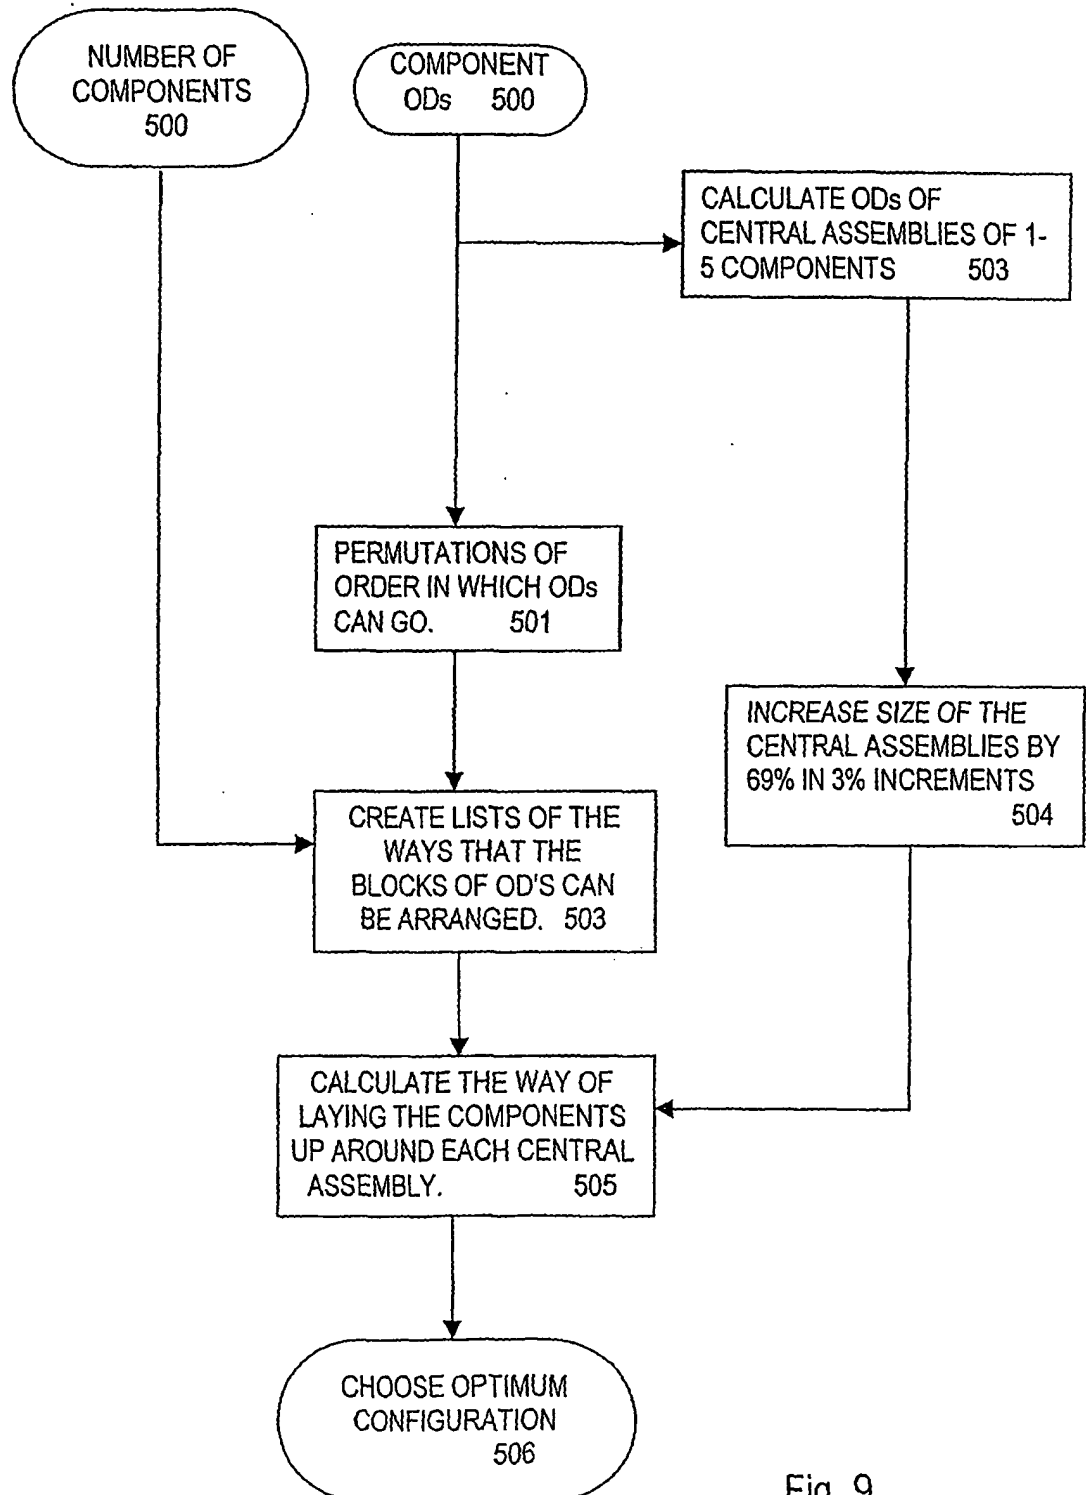 NUMBER OF
COMPONENTS
500
COMPONENT
ODs 500
CALCULATE ODs OF
CENTRAL ASSEMBLIES OF 1-
5 COMPONENTS 503
PERMUTATIONS OF
ORDER IN WHICH ODs
CAN GO. 501
INCREASE SIZE OF THE
CENTRAL ASSEMBLIES BY
69% IN 3% INCREMENTS
504
CREATE LISTS OF THE
WAYS THAT THE
BLOCKS OF OD'S CAN
BE ARRANGED. 503
CALCULATE THE WAY OF
LAYING THE COMPONENTS
UP AROUND EACH CENTRAL
ASSEMBLY. 505
CHOOSE OPTIMUM
CONFIGURATION
506
Fig. 9